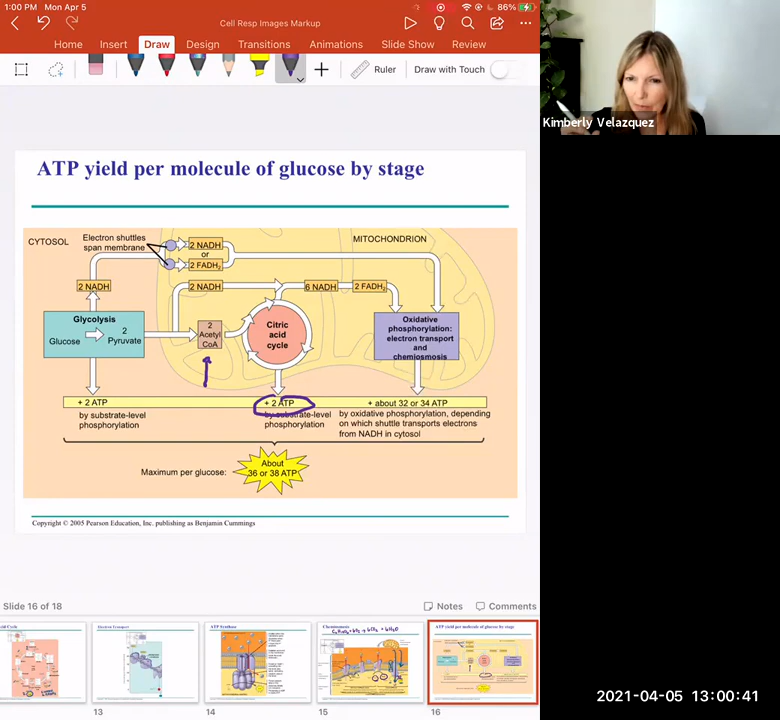 1:00 PM Mon Apr 5
86%
Cell Resp Images Markup
Home Insert Draw Design Transitions Animations Slide Show Review
Ruler
Draw with Touch
Kimberly Velazquez
ATP yield per molecule of glucose by stage
CYTOSOL
Electron shuttles
span membrane
MITOCHONDRION
2 NADH
or
2 FADH2
2 NADH
2 NADH
6 NADH
2 FADH2
Glycolysis
Glucose
2
Pyruvate
2
Acetyl
CoA
Citric
acid
cycle
Oxidative
phosphorylation:
electron transport
and
chemiosmosis
+ 2 ATP
by substrate-level
phosphorylation
+ 2 ATP
by substrate-level
phosphorylation
+ about 32 or 34 ATP
by oxidative phosphorylation, depending
on which shuttle transports electrons
from NADH in cytosol
Maximum per glucose:
About
36 or 38 ATP
Copyright © 2005 Pearson Education, Inc. publishing as Benjamin Cummings
Slide 16 of 18
Notes
Comments
Electron transport
ATP Synthase
Chemiosmosis
ATP yield per molecule of glucose by stage
13
14
15
16
2021-04-05 13:00:41